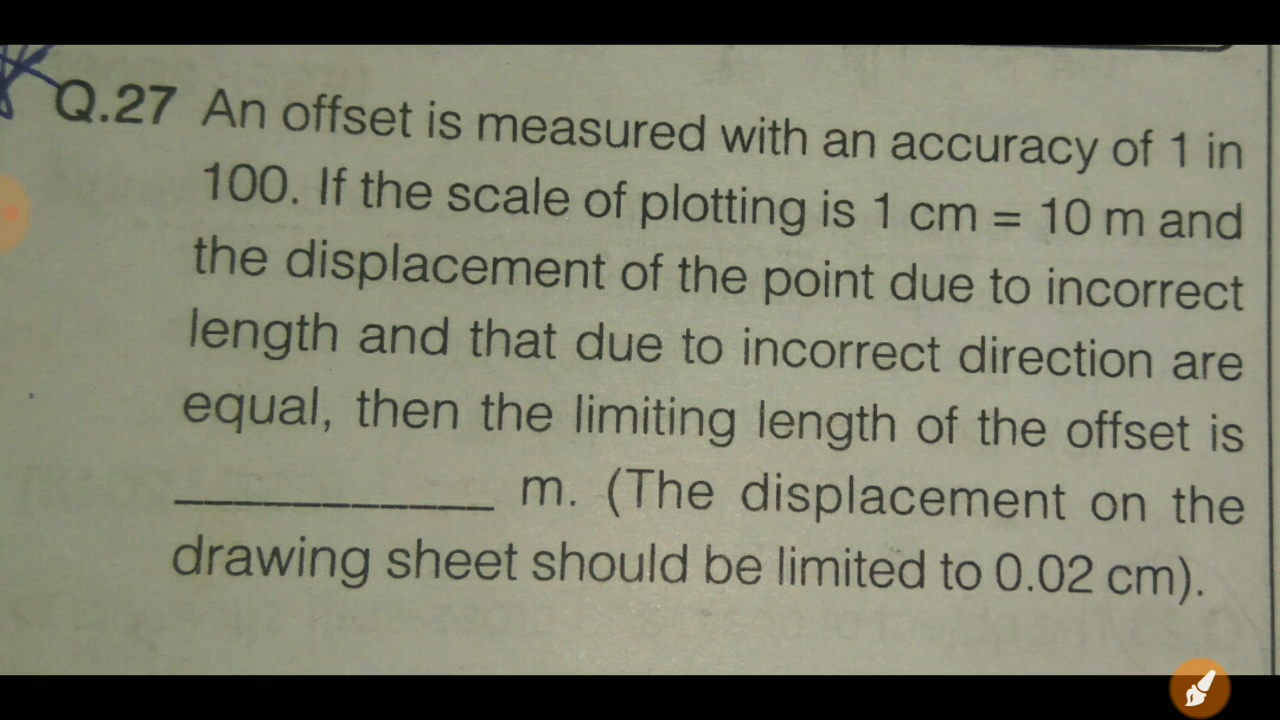 Q.27 An offset is measured with an accuracy of 1 in
100. If the scale of plotting is 1 cm = 10 m and
the displacement of the point due to incorrect
length and that due to incorrect direction are
equal, then the limiting length of the offset is
____________ m. (The displacement on the
drawing sheet should be limited to 0.02 cm).